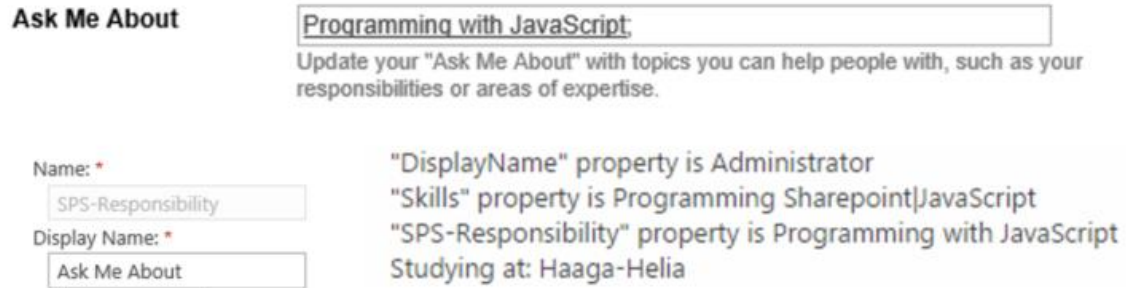 Ask Me About
Programming with JavaScript;
Update your "Ask Me About" with topics you can help people with, such as your
responsibilities or areas of expertise.
Name: *
SPS-Responsibility
Display Name: *
Ask Me About
"DisplayName" property is Administrator
"Skills" property is Programming Sharepoint|JavaScript
"SPS-Responsibility" property is Programming with JavaScript
Studying at: Haaga-Helia